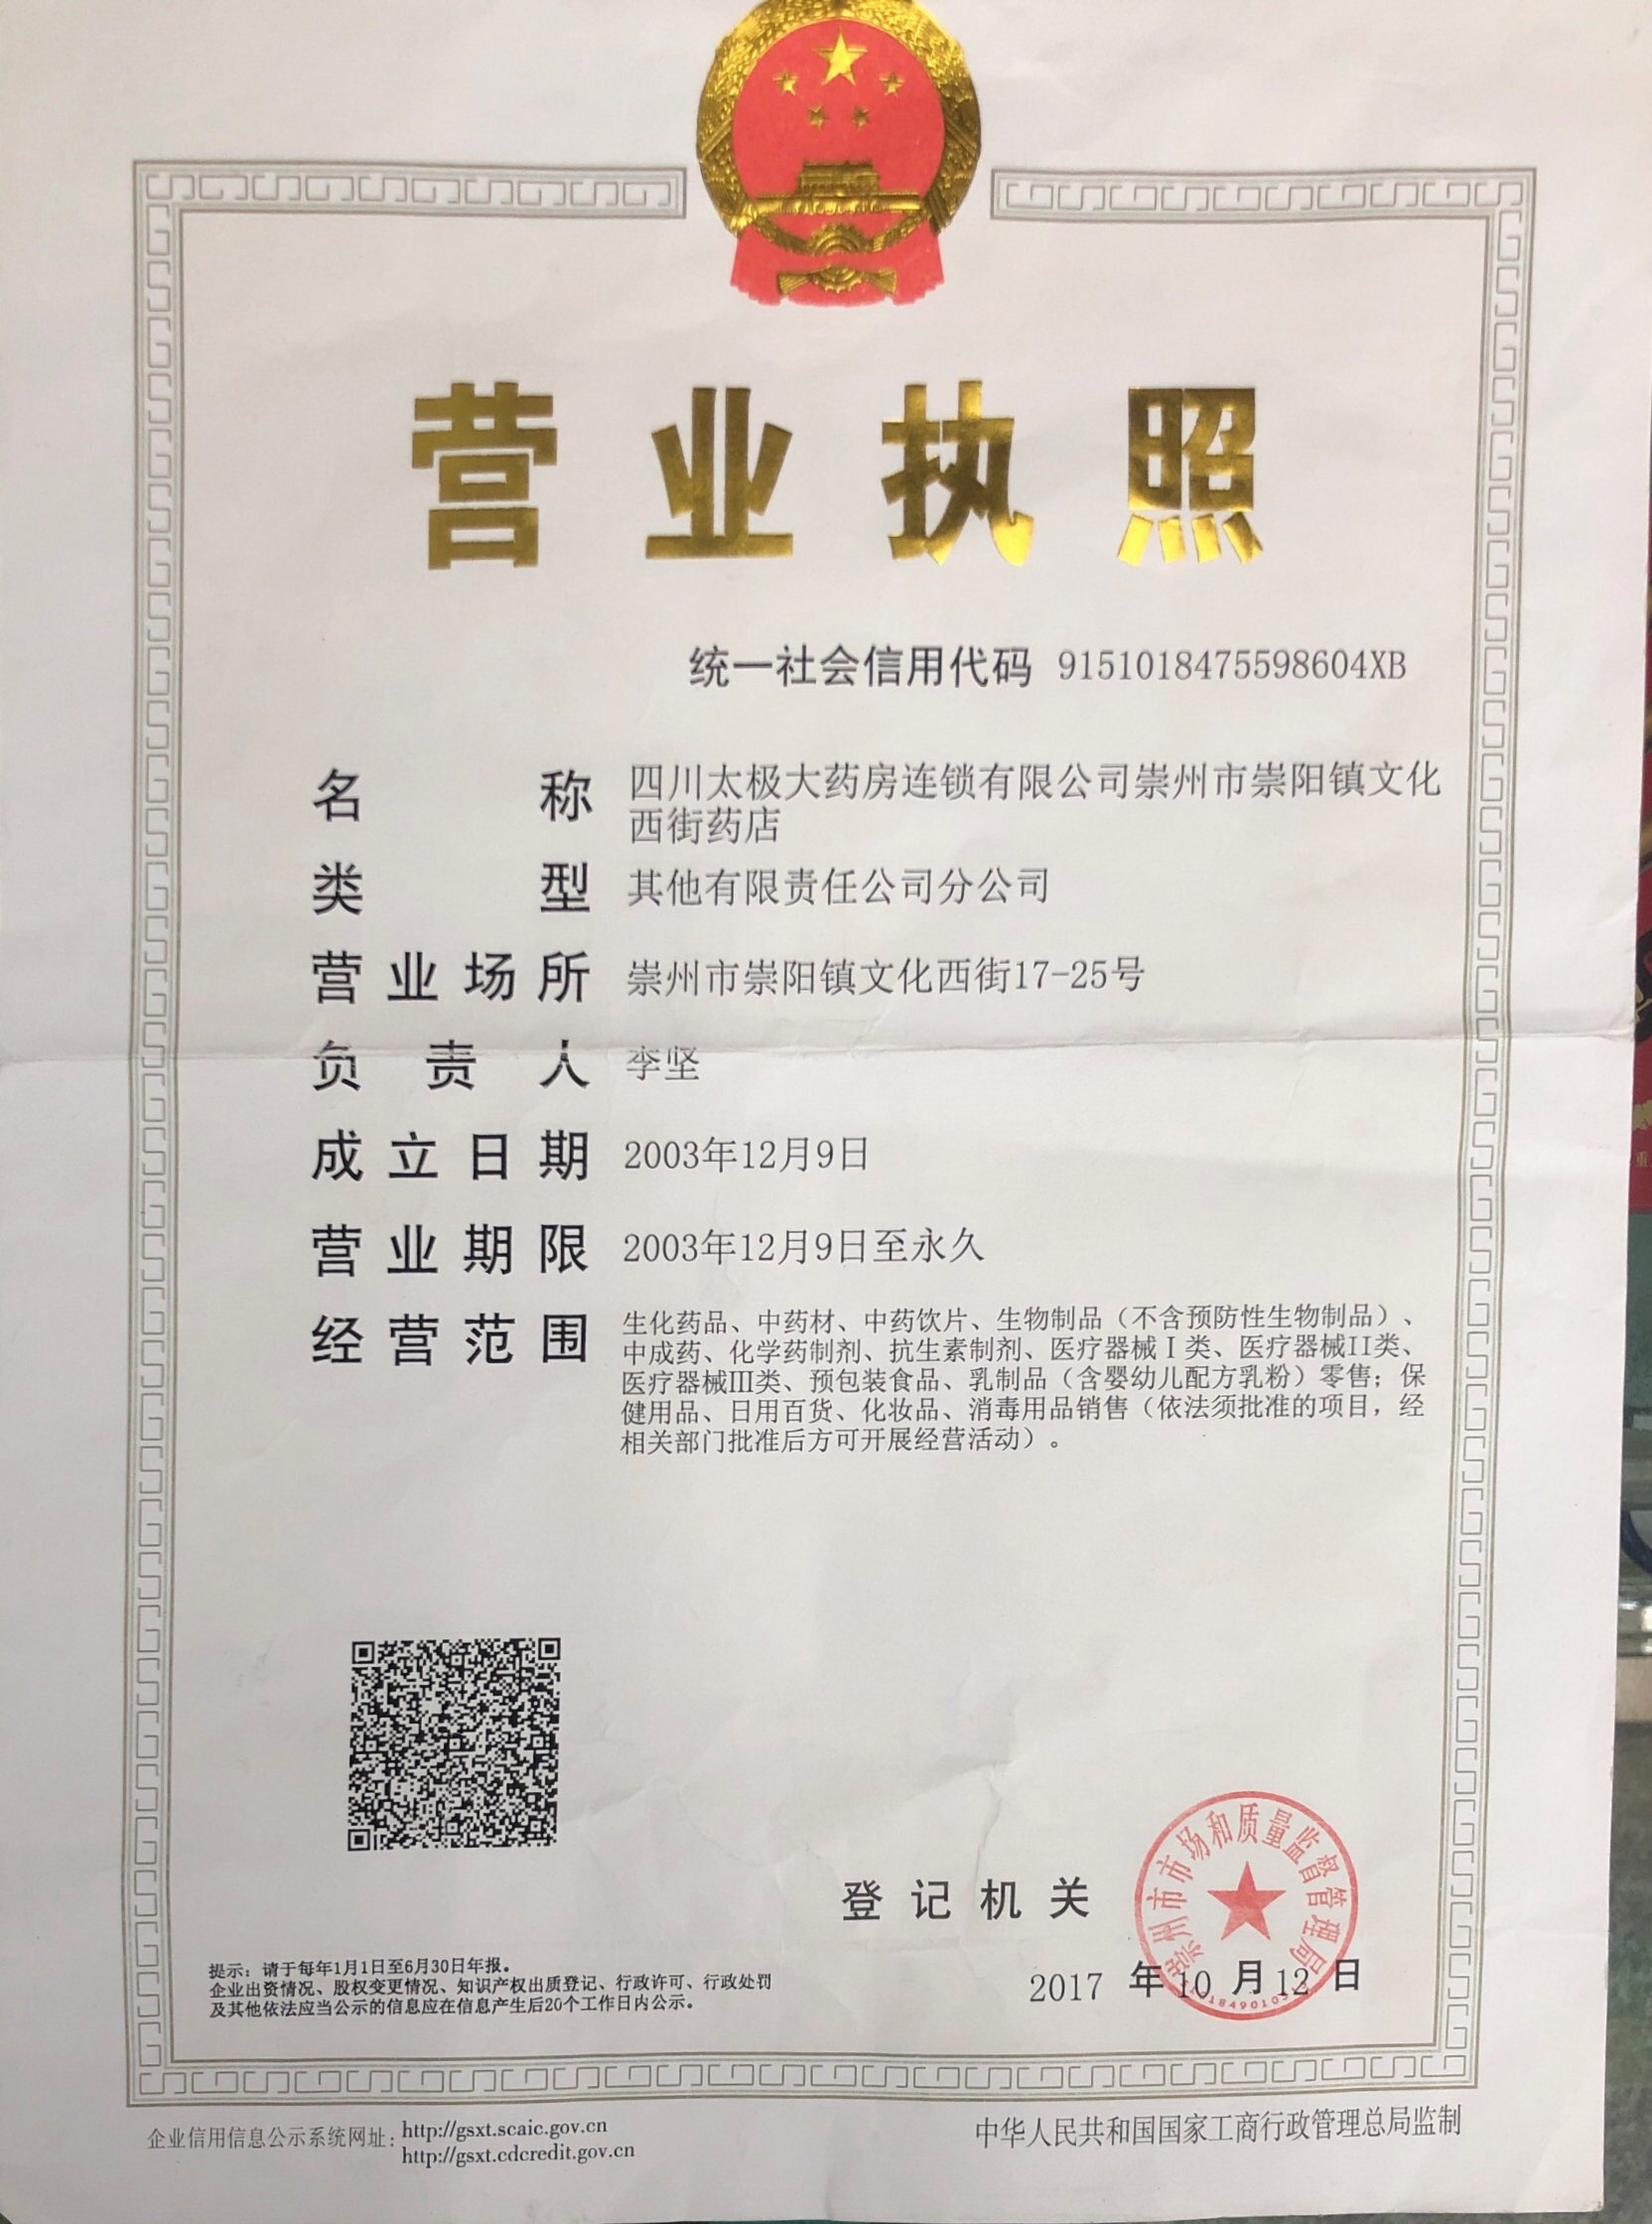 营业执照
统一社会信用代码 9151018475598604XB
名称 四川太极大药房连锁有限公司崇州市崇阳镇文化
西街药店
类型 其他有限责任公司分公司
营业场所 崇州市崇阳镇文化西街17-25号
负责人 李坚
成立日期 2003年12月9日
营业期限 2003年12月9日至永久
经营范围 生化药品、中药材、中药饮片、生物制品（不含预防性生物制品）、
中成药、化学药制剂、抗生素制剂、医疗器械Ⅰ类、医疗器械II类、
医疗器械III类、预包装食品、乳制品（含婴幼儿配方乳粉）零售；保
健用品、日用百货、化妆品、消毒用品销售（依法须批准的项目，经
相关部门批准后方可开展经营活动）。
登记机关
崇州市市场和质量监督管理局
2017 年 10 月 12 日
提示：请于每年1月1日至6月30日年报。
企业出资情况、股权变更情况、知识产权出质登记、行政许可、行政处罚
及其他依法应当公示的信息应在信息产生后20个工作日内公示。
企业信用信息公示系统网址：http://gsxt.scaic.gov.cn
http://gsxt.cdcredit.gov.cn
中华人民共和国国家工商行政管理总局监制